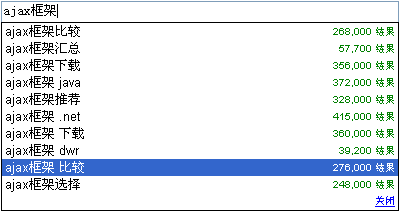 ajax框架
ajax框架比较 268,000 结果
ajax框架汇总 57,700 结果
ajax框架下载 356,000 结果
ajax框架 java 372,000 结果
ajax框架推荐 328,000 结果
ajax框架 .net 415,000 结果
ajax框架 下载 360,000 结果
ajax框架 dwr 39,200 结果
ajax框架 比较 276,000 结果
ajax框架选择 248,000 结果
关闭